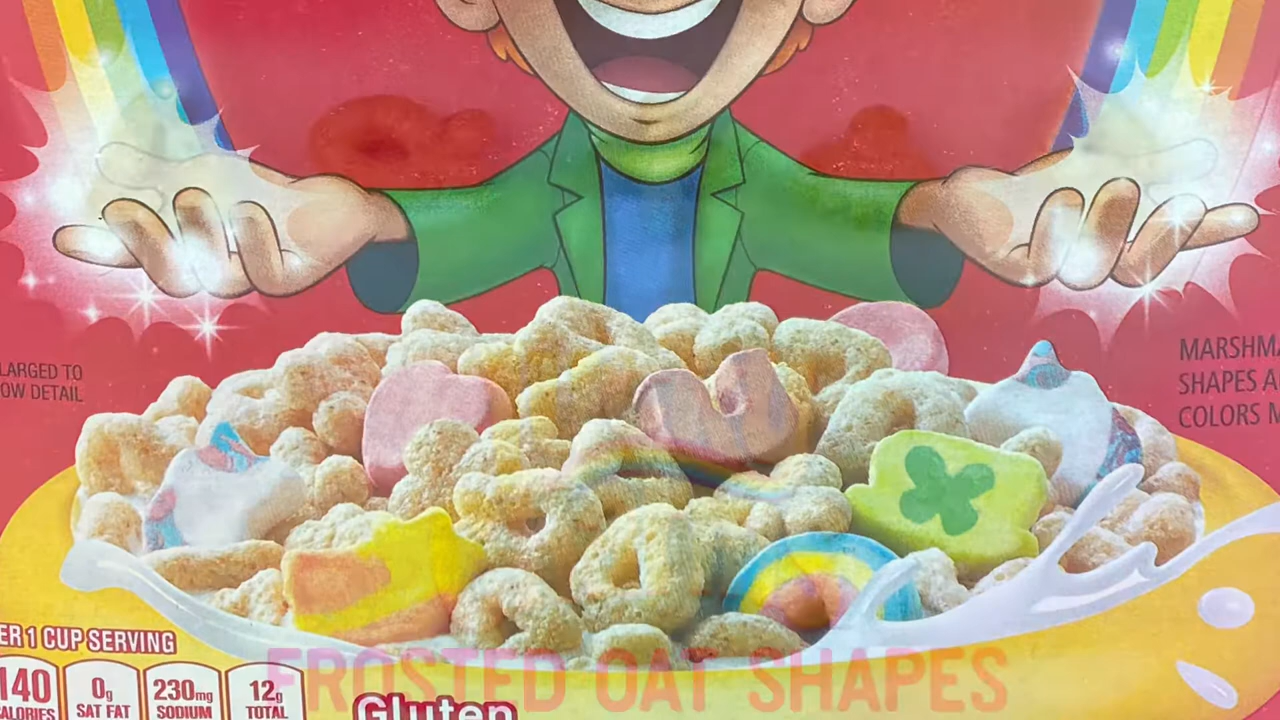 LARGED TO
OW DETAIL
MARSHMA
SHAPES A
COLORS M
ER 1 CUP SERVING
140
CALORIES
0g
SAT FAT
230mg
SODIUM
12g
TOTAL
FROSTED OAT SHAPES
Gluten